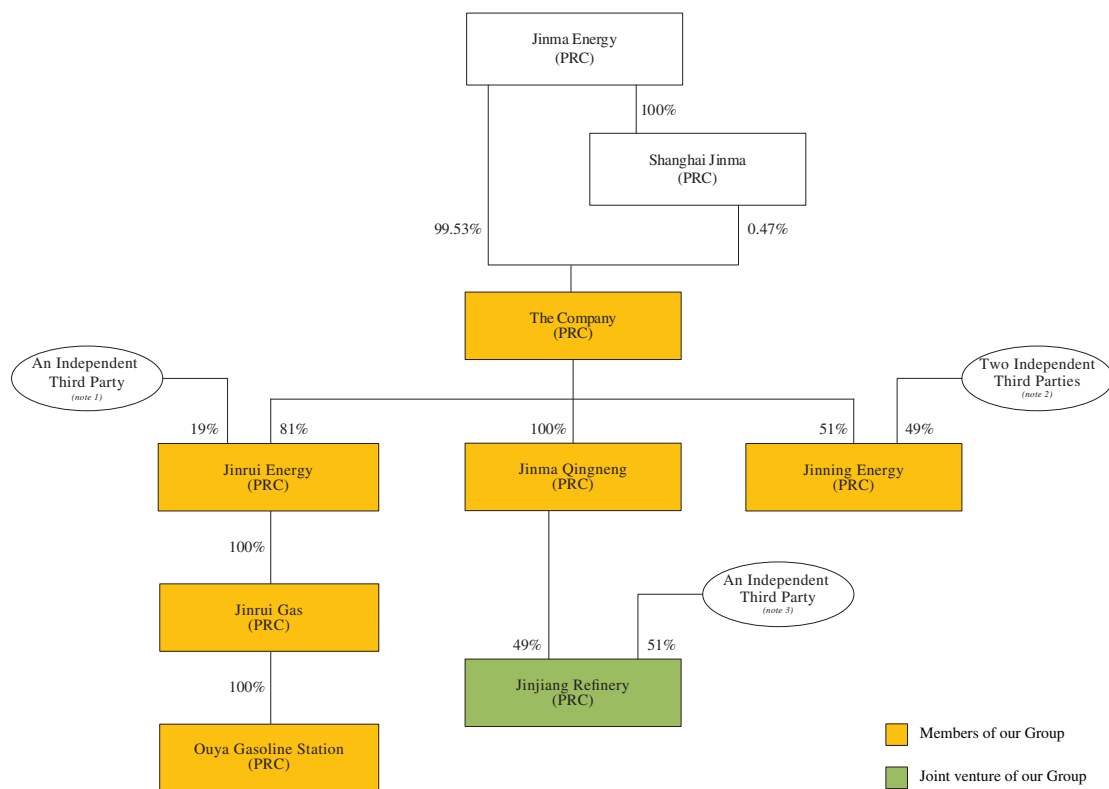 Jinma Energy
(PRC)
100%
Shanghai Jinma
(PRC)
99.53%
0.47%
The Company
(PRC)
An Independent
Third Party
(note 1)
Two Independent
Third Parties
(note 2)
19%
81%
100%
51%
49%
Jinrui Energy
(PRC)
Jinma Qingneng
(PRC)
Jinning Energy
(PRC)
100%
Jinrui Gas
(PRC)
An Independent
Third Party
(note 3)
49%
51%
100%
Jinjiang Refinery
(PRC)
Ouya Gasoline Station
(PRC)
Members of our Group
Joint venture of our Group